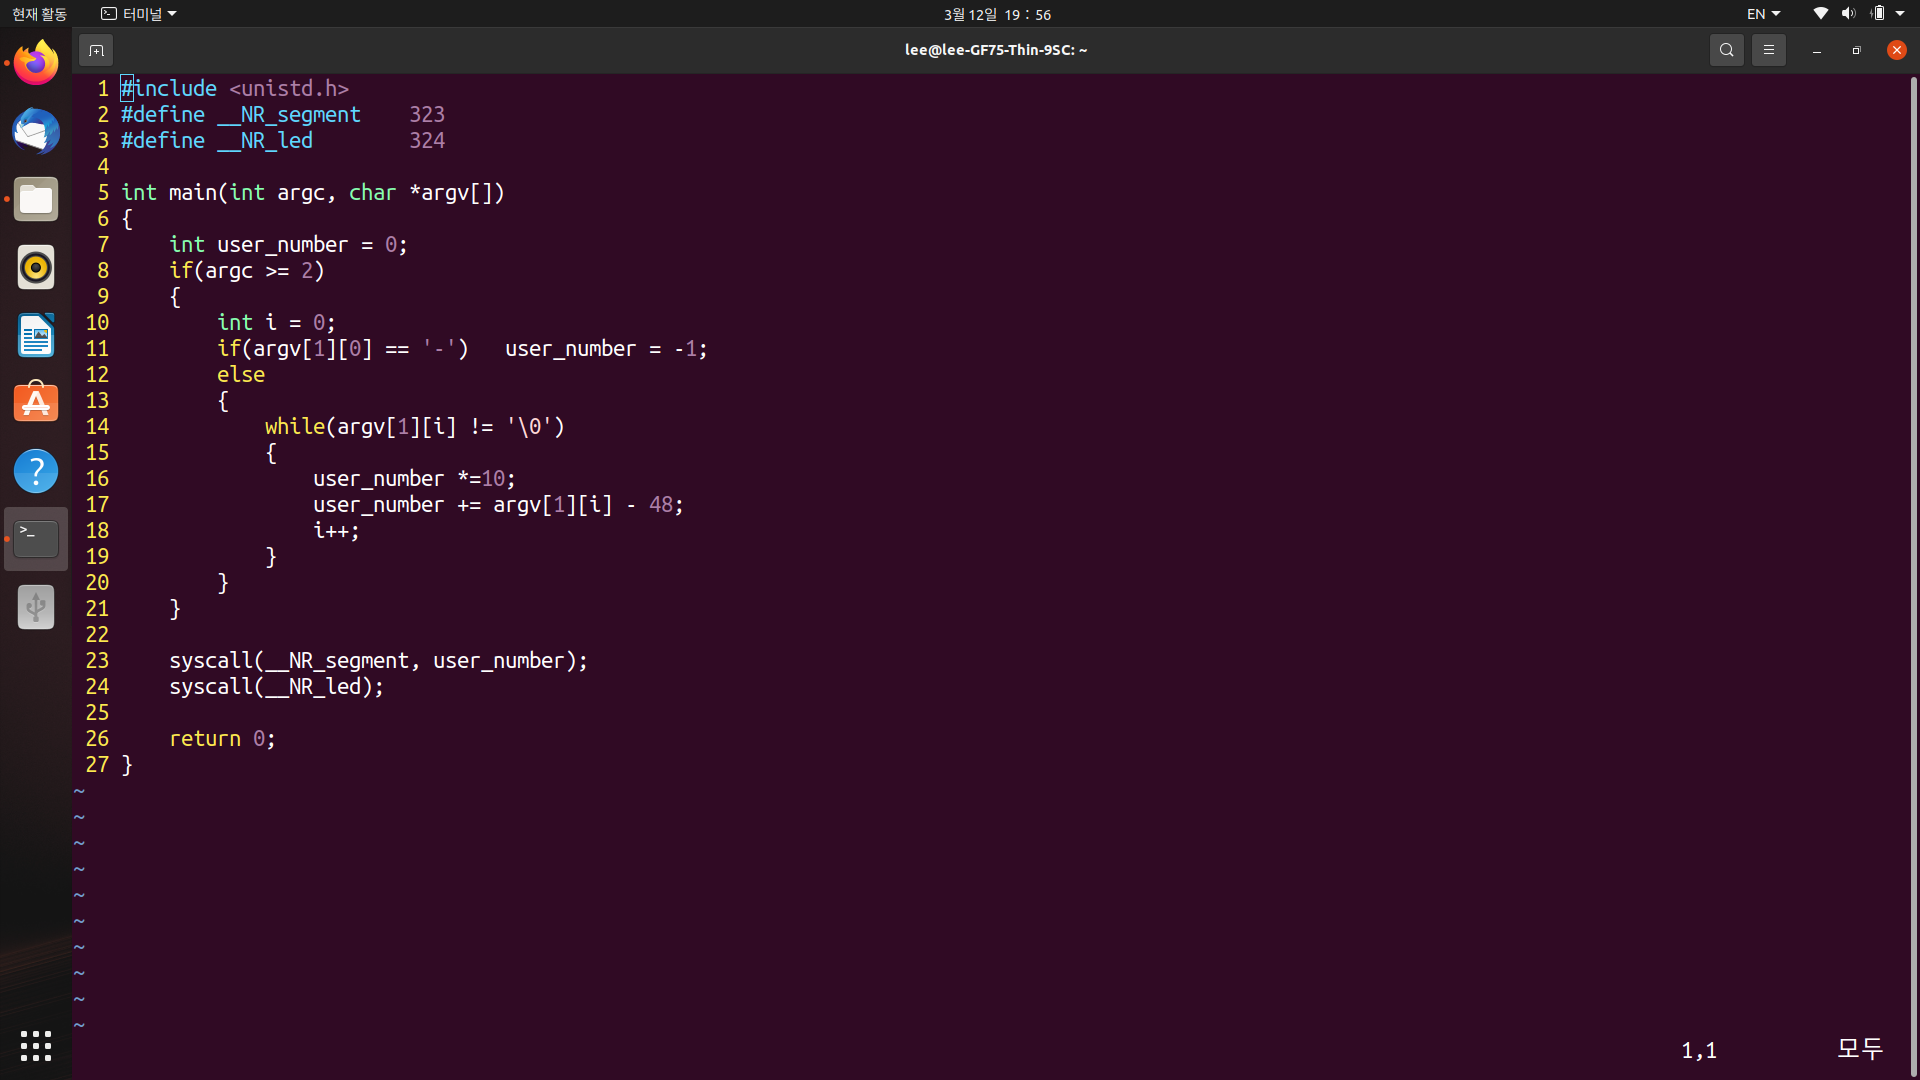 현재 활동 터미널 3월 12일 19 : 56 EN
lee@lee-GF75-Thin-9SC: ~
1 #include <unistd.h>
2 #define __NR_segment    323
3 #define __NR_led        324
4
5 int main(int argc, char *argv[])
6 {
7     int user_number = 0;
8     if(argc >= 2)
9     {
10         int i = 0;
11         if(argv[1][0] == '-')   user_number = -1;
12         else
13         {
14             while(argv[1][i] != '\0')
15             {
16                 user_number *=10;
17                 user_number += argv[1][i] - 48;
18                 i++;
19             }
20         }
21     }
22
23     syscall(__NR_segment, user_number);
24     syscall(__NR_led);
25
26     return 0;
27 }
~
~
~
~
~
~
~
~
~
~
1,1 모두